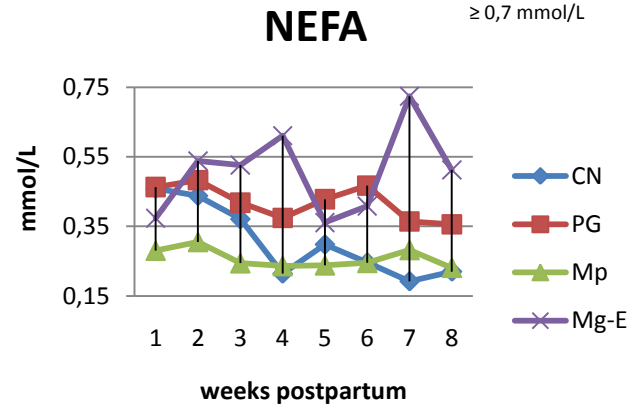 NEFA
≥ 0,7 mmol/L
mmol/L
0,75
0,55
0,35
0,15
1 2 3 4 5 6 7 8
weeks postpartum
CN
PG
Mp
Mg-E